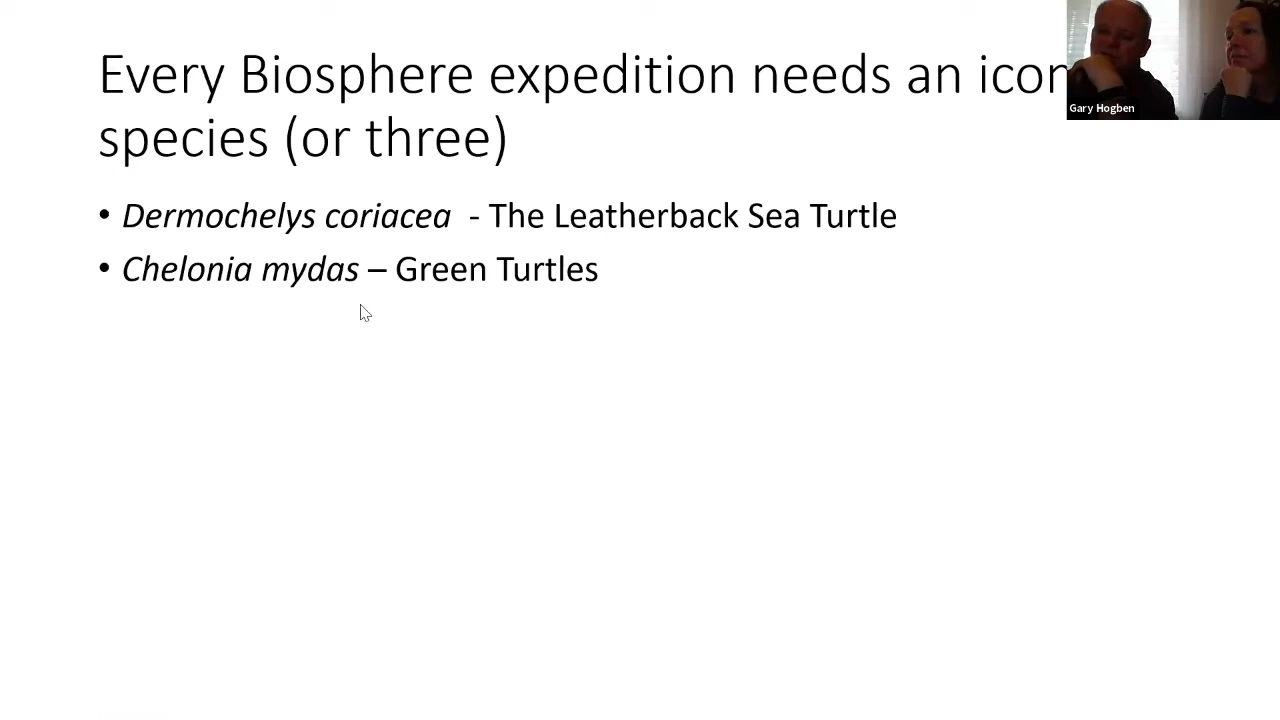 Every Biosphere expedition needs an icon
species (or three)
• Dermochelys coriacea - The Leatherback Sea Turtle
• Chelonia mydas – Green Turtles
Gary Hogben